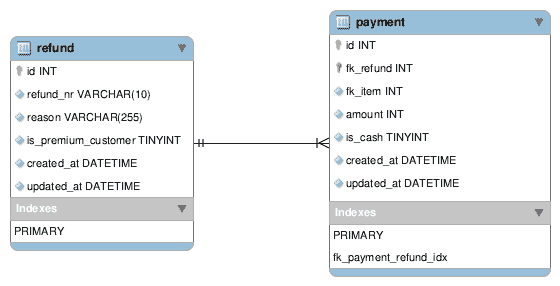 refund
id INT
refund_nr VARCHAR(10)
reason VARCHAR(255)
is_premium_customer TINYINT
created_at DATETIME
updated_at DATETIME
Indexes
PRIMARY
payment
id INT
fk_refund INT
fk_item INT
amount INT
is_cash TINYINT
created_at DATETIME
updated_at DATETIME
Indexes
PRIMARY
fk_payment_refund_idx